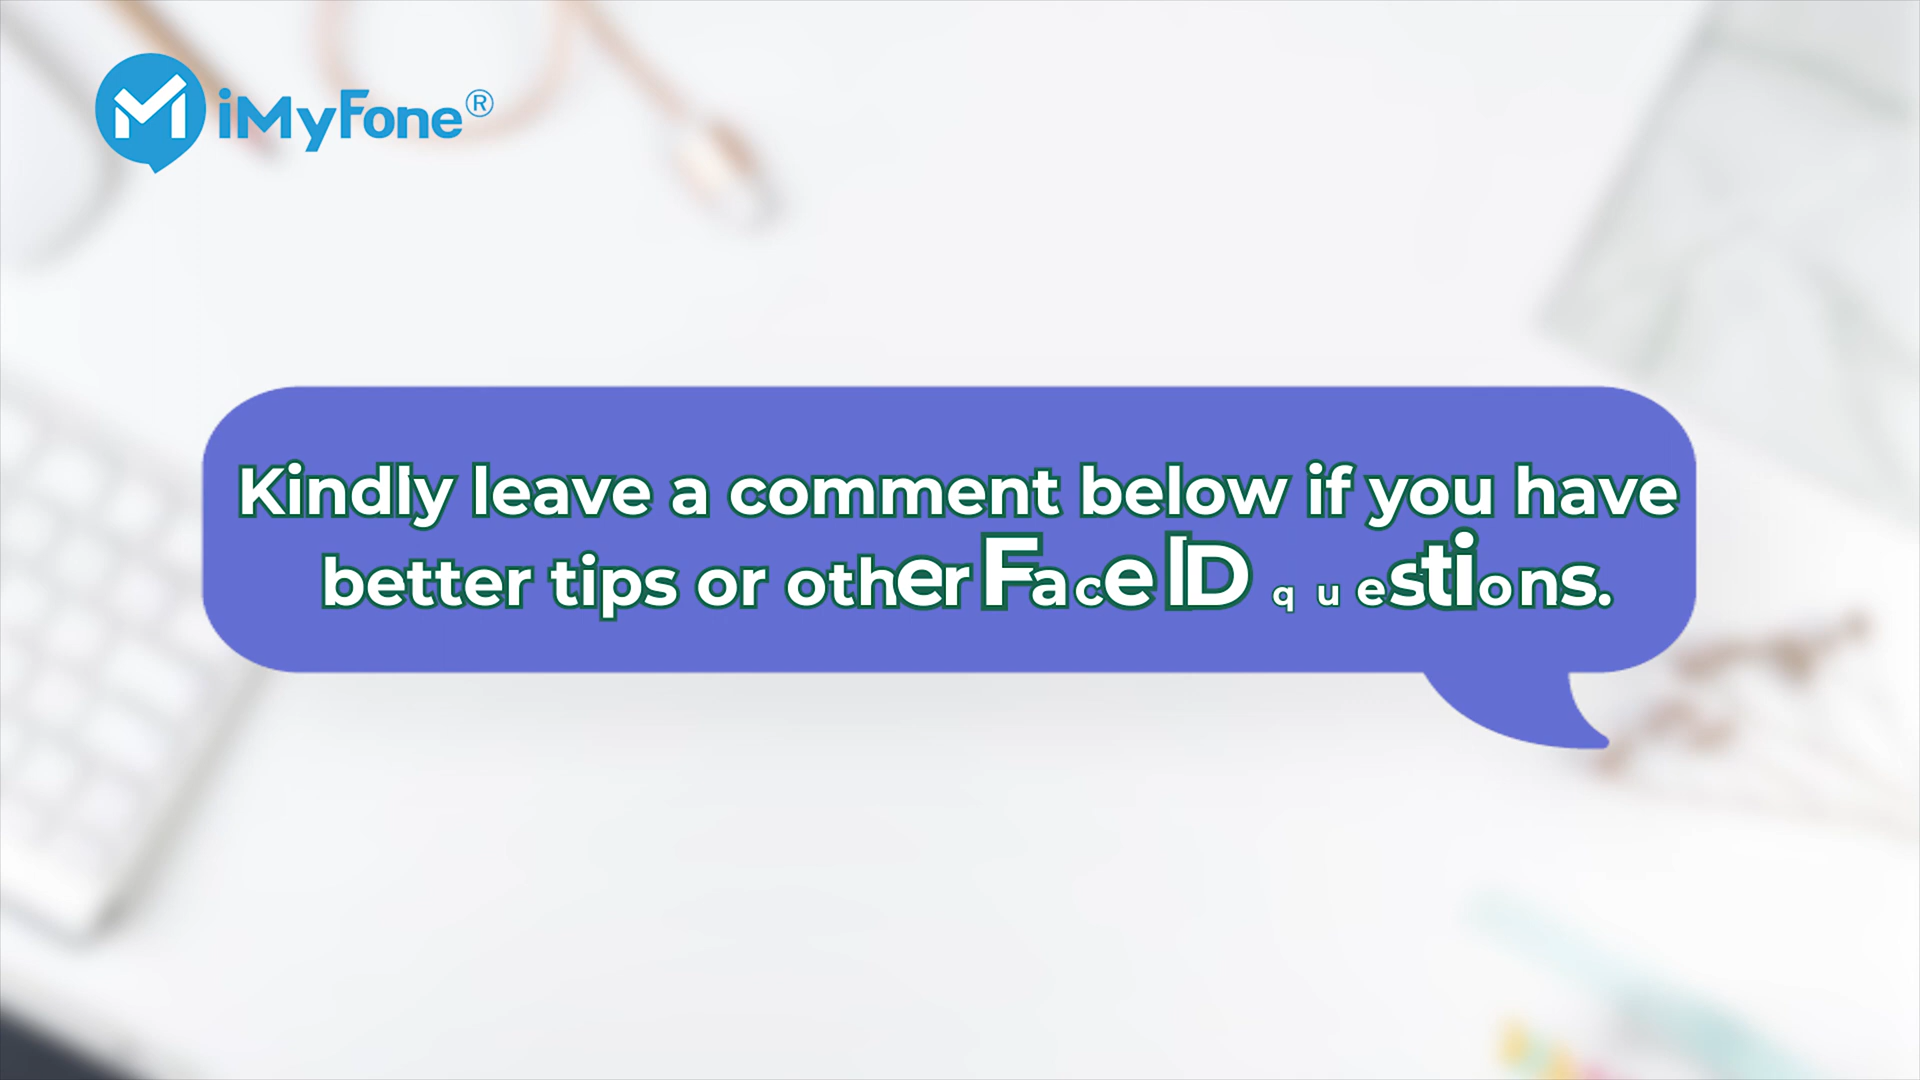 iMyFone®
Kindly leave a comment below if you have
better tips or other Face ID questions.